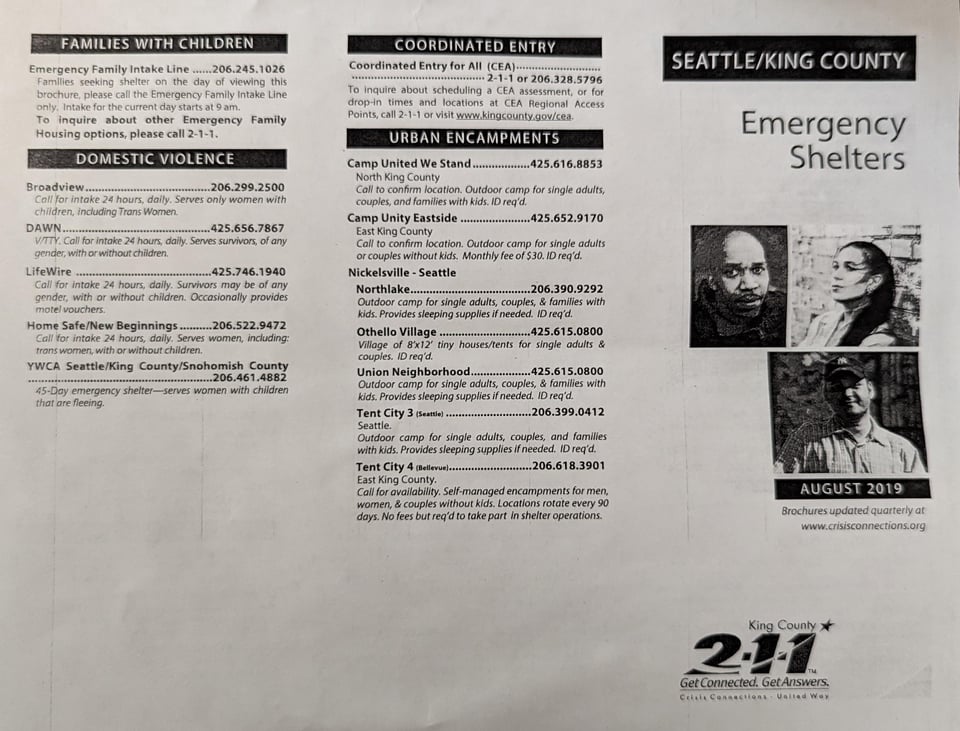 FAMILIES WITH CHILDREN
Emergency Family Intake Line ......206.245.1026
Families seeking shelter on the day of viewing this
brochure, please call the Emergency Family Intake Line
only. Intake for the current day starts at 9 am.
To inquire about other Emergency Family
Housing options, please call 2-1-1.
DOMESTIC VIOLENCE
Broadview..............................206.299.2500
Call for intake 24 hours, daily. Serves only women with
children, including Trans Women.
DAWN...................................425.656.7867
V/TTY. Call for intake 24 hours, daily. Serves survivors, of any
gender, with or without children.
LifeWire ................................425.746.1940
Call for intake 24 hours, daily. Survivors may be of any
gender, with or without children. Occasionally provides
motel vouchers.
Home Safe/New Beginnings..........206.522.9472
Call for intake 24 hours, daily. Serves women, including:
trans women, with or without children.
YWCA Seattle/King County/Snohomish County
............................................206.461.4882
45-Day emergency shelter—serves women with children
that are fleeing.
COORDINATED ENTRY
Coordinated Entry for All (CEA)........................
................................ 2-1-1 or 206.328.5796
To inquire about scheduling a CEA assessment, or for
drop-in times and locations at CEA Regional Access
Points, call 2-1-1 or visit www.kingcounty.gov/cea.
URBAN ENCAMPMENTS
Camp United We Stand..............425.616.8853
North King County
Call to confirm location. Outdoor camp for single adults,
couples, and families with kids. ID req'd.
Camp Unity Eastside .................425.652.9170
East King County
Call to confirm location. Outdoor camp for single adults
or couples without kids. Monthly fee of $30. ID req'd.
Nickelsville - Seattle
Northlake..............................206.390.9292
Outdoor camp for single adults, couples, & families with
kids. Provides sleeping supplies if needed. ID req'd.
Othello Village .......................425.615.0800
Village of 8'x12' tiny houses/tents for single adults &
couples. ID req'd.
Union Neighborhood...............425.615.0800
Outdoor camp for single adults, couples, & families with
kids. Provides sleeping supplies if needed. ID req'd.
Tent City 3 (Seattle) .....................206.399.0412
Seattle.
Outdoor camp for single adults, couples, and families
with kids. Provides sleeping supplies if needed. ID req'd.
Tent City 4 (Bellevue).....................206.618.3901
East King County.
Call for availability. Self-managed encampments for men,
women, & couples without kids. Locations rotate every 90
days. No fees but req'd to take part in shelter operations.
SEATTLE/KING COUNTY
Emergency
Shelters
AUGUST 2019
Brochures updated quarterly at
www.crisisconnections.org
King County
2-1-1 TM
Get Connected. Get Answers.
Crisis Connections · United Way